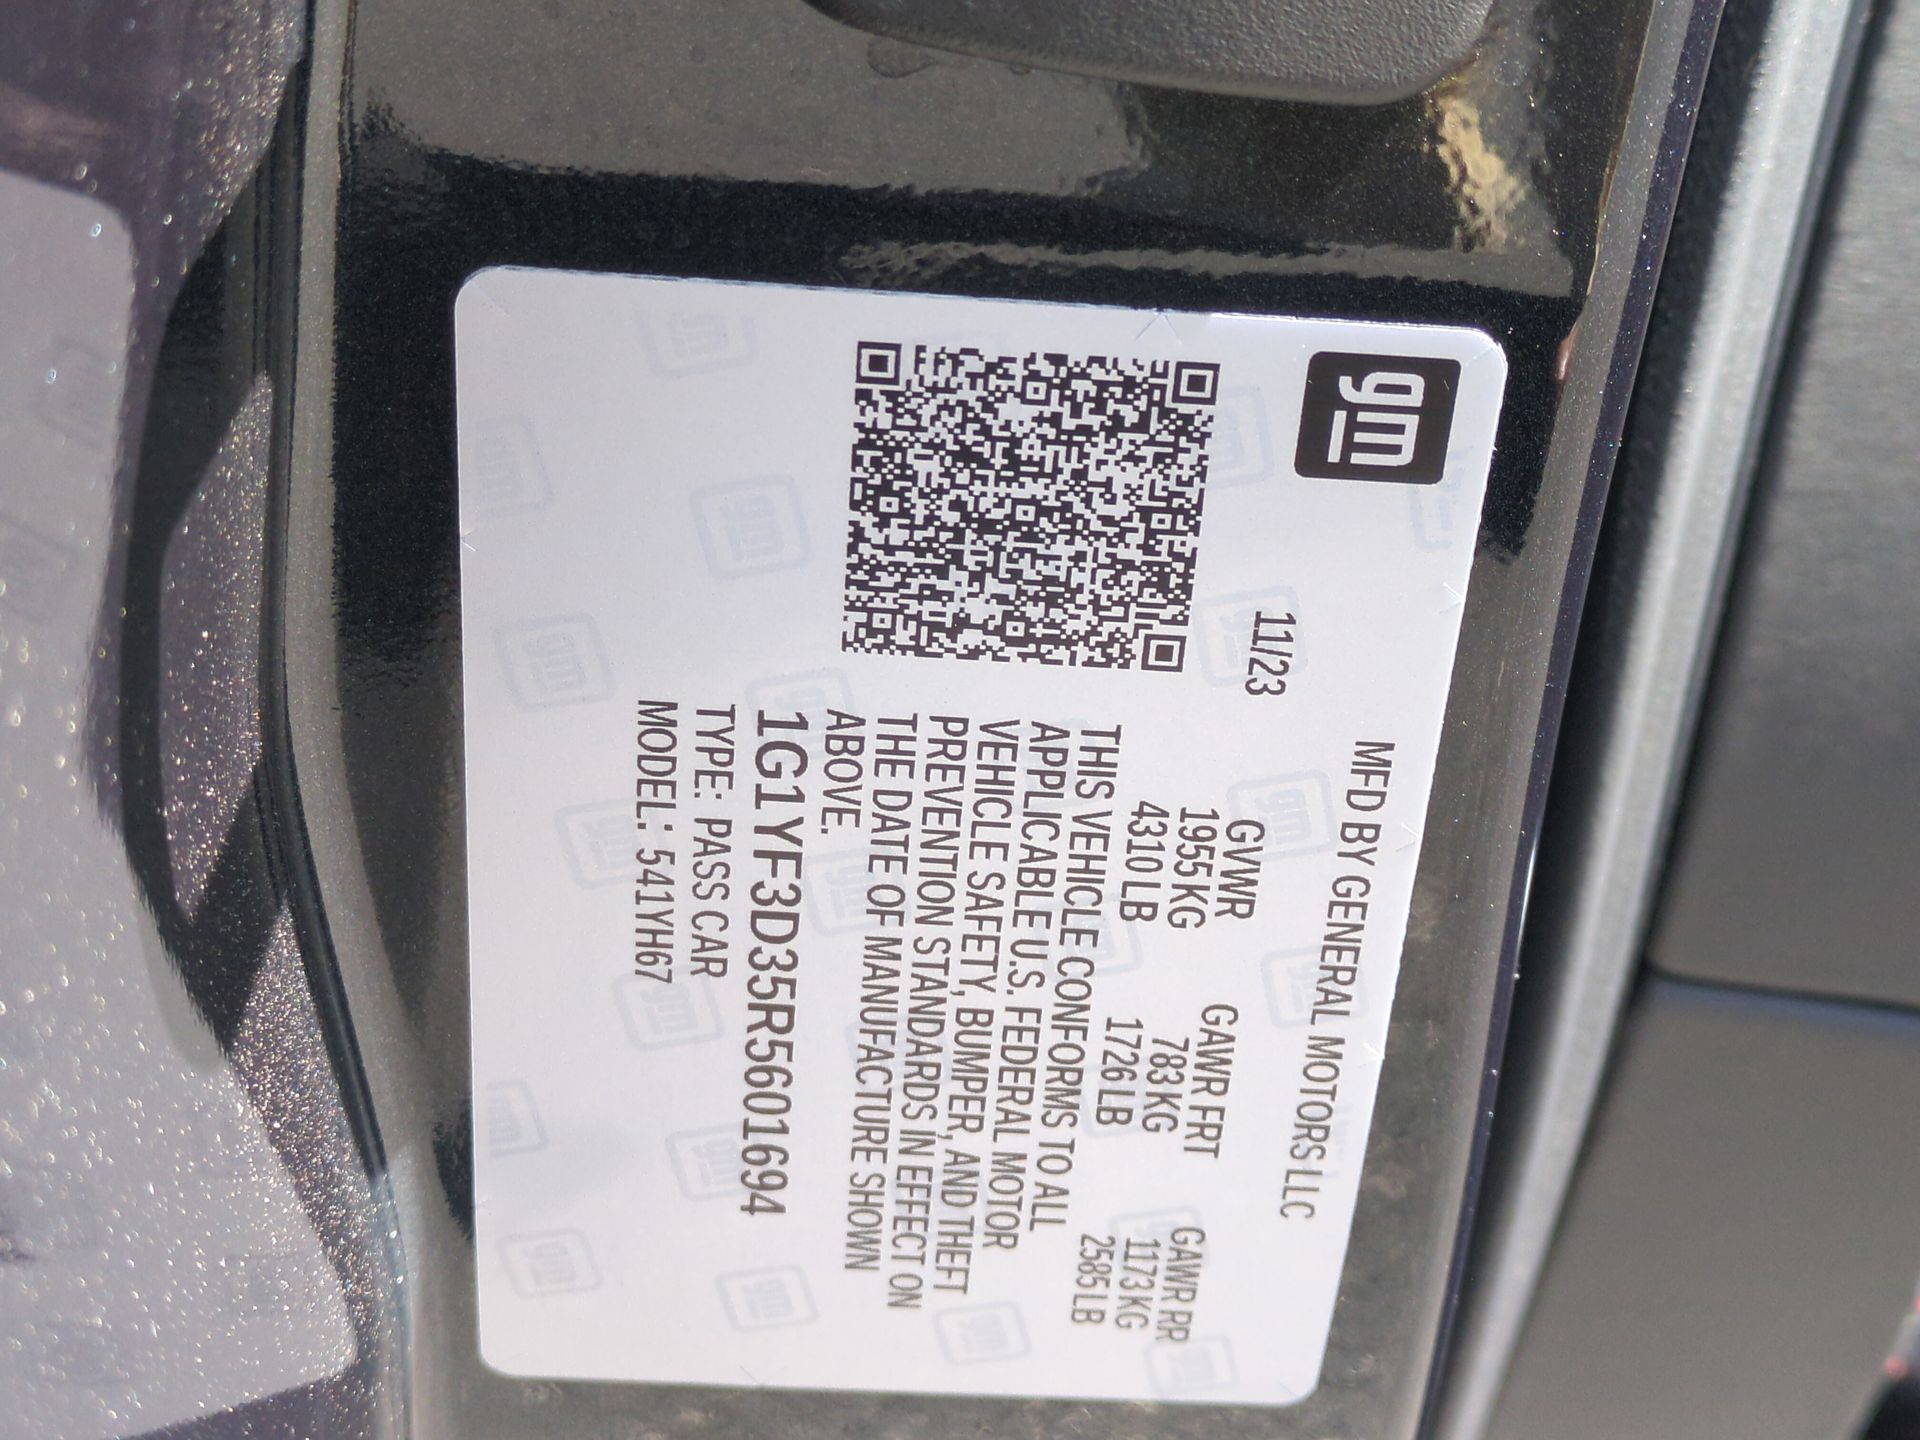 gm
MFD BY GENERAL MOTORS LLC
11/23
GVWR GAWR FRT GAWR RR
1955 KG 783 KG 1173 KG
4310 LB 1726 LB 2585 LB
THIS VEHICLE CONFORMS TO ALL
APPLICABLE U.S. FEDERAL MOTOR
VEHICLE SAFETY, BUMPER, AND THEFT
PREVENTION STANDARDS IN EFFECT ON
THE DATE OF MANUFACTURE SHOWN
ABOVE.
1G1YF3D35R5601694
TYPE: PASS CAR
MODEL: 541YH67